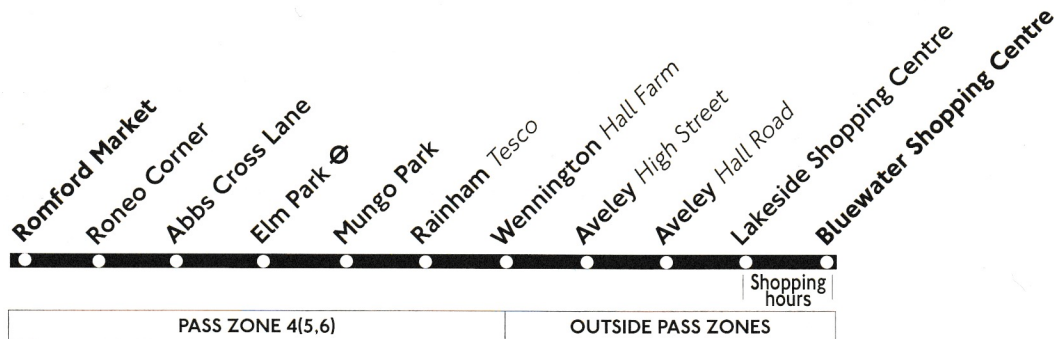 Romford Market
Roneo Corner
Abbs Cross Lane
Elm Park
Mungo Park
Rainham Tesco
Wennington Hall Farm
Aveley High Street
Aveley Hall Road
Lakeside Shopping Centre
Bluewater Shopping Centre
Shopping
hours
PASS ZONE 4(5,6)
OUTSIDE PASS ZONES